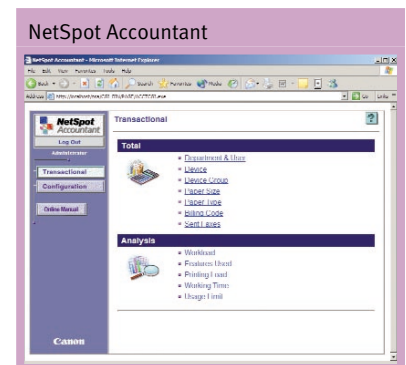 NetSpot Accountant
NetSpot Accountant - Microsoft Internet Explorer
File Edit View Favorites Tools Help
Back Search Favorites Media
Address
Go Links
NetSpot
Accountant
Log Out
Administrator
Transactional
Configuration
Online Manual
Canon
Transactional
?
Total
Department & User
Device
Device Group
Paper Size
Paper Type
Billing Code
Sent Faxes
Analysis
Workload
Features Used
Printing Load
Working Time
Usage Limit